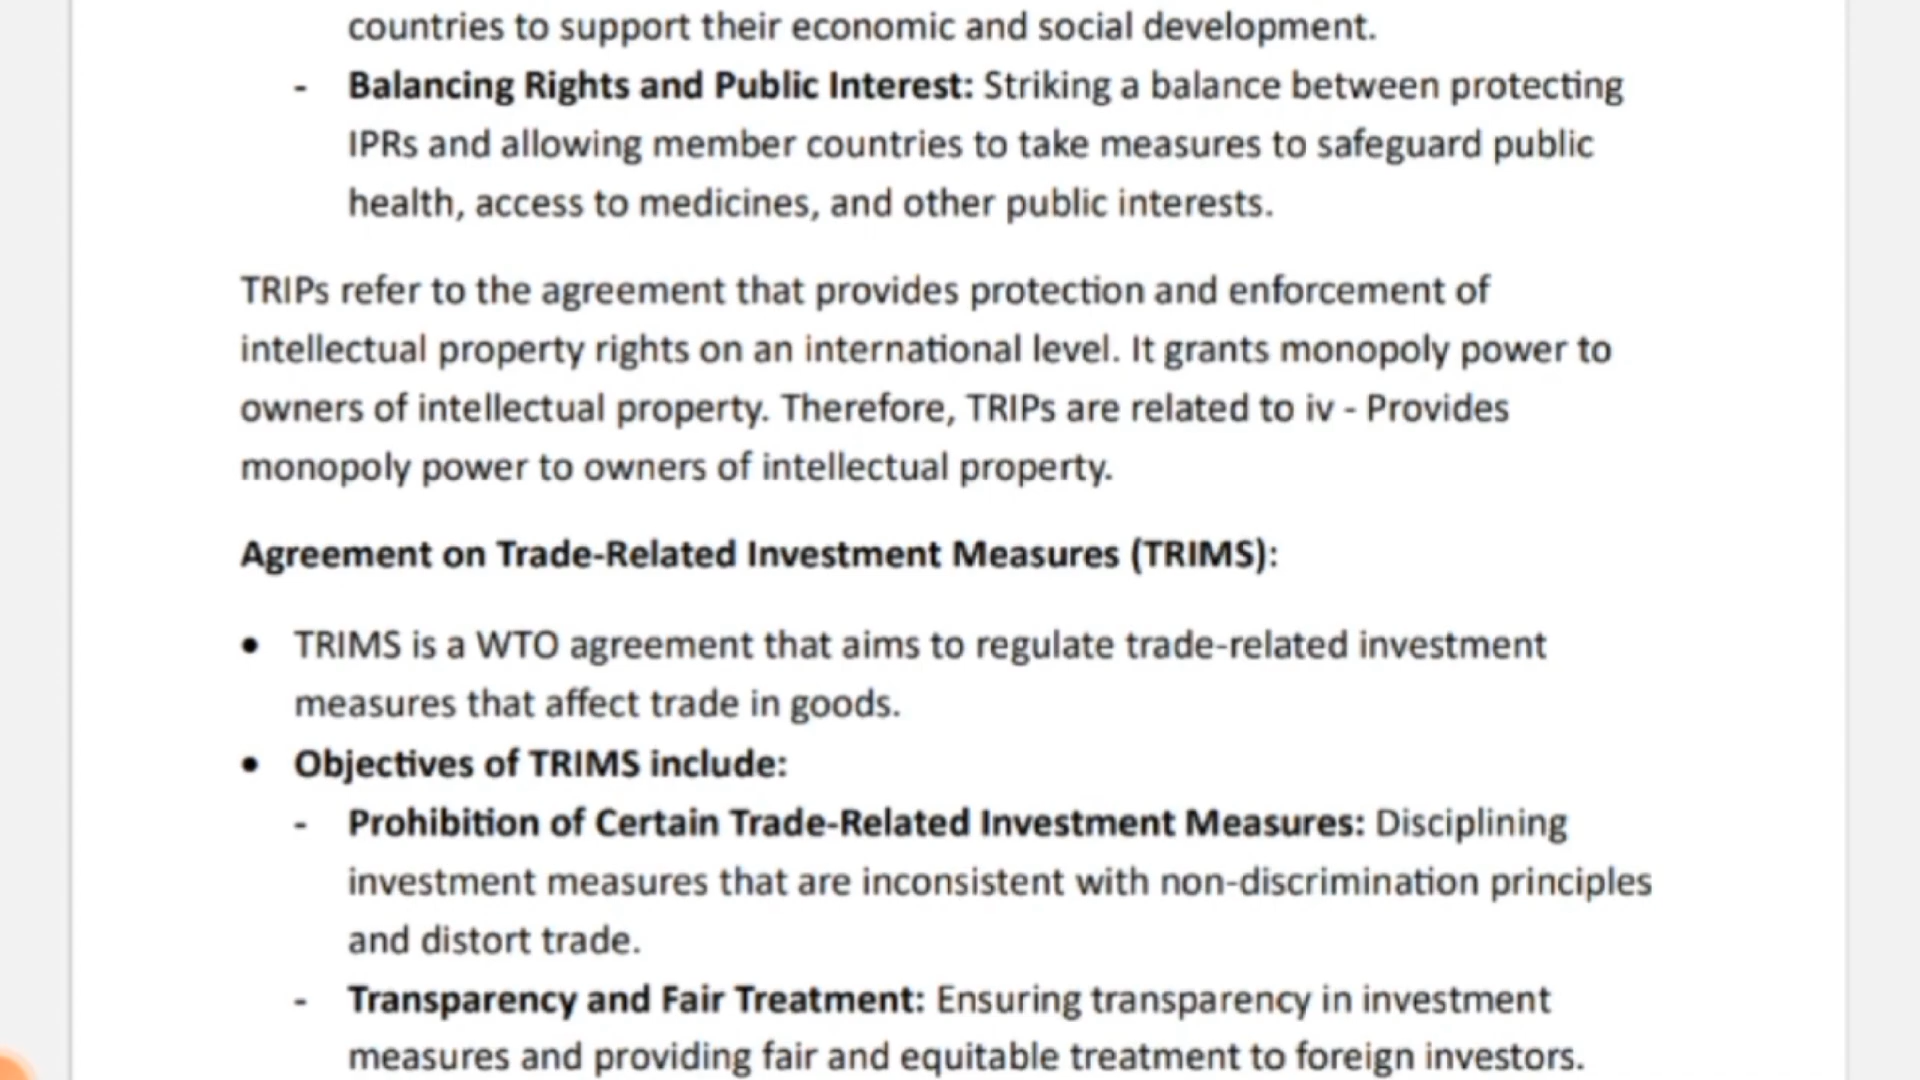 countries to support their economic and social development.
- Balancing Rights and Public Interest: Striking a balance between protecting
IPRs and allowing member countries to take measures to safeguard public
health, access to medicines, and other public interests.
TRIPs refer to the agreement that provides protection and enforcement of
intellectual property rights on an international level. It grants monopoly power to
owners of intellectual property. Therefore, TRIPs are related to iv - Provides
monopoly power to owners of intellectual property.
Agreement on Trade-Related Investment Measures (TRIMS):
• TRIMS is a WTO agreement that aims to regulate trade-related investment
measures that affect trade in goods.
• Objectives of TRIMS include:
- Prohibition of Certain Trade-Related Investment Measures: Disciplining
investment measures that are inconsistent with non-discrimination principles
and distort trade.
- Transparency and Fair Treatment: Ensuring transparency in investment
measures and providing fair and equitable treatment to foreign investors.